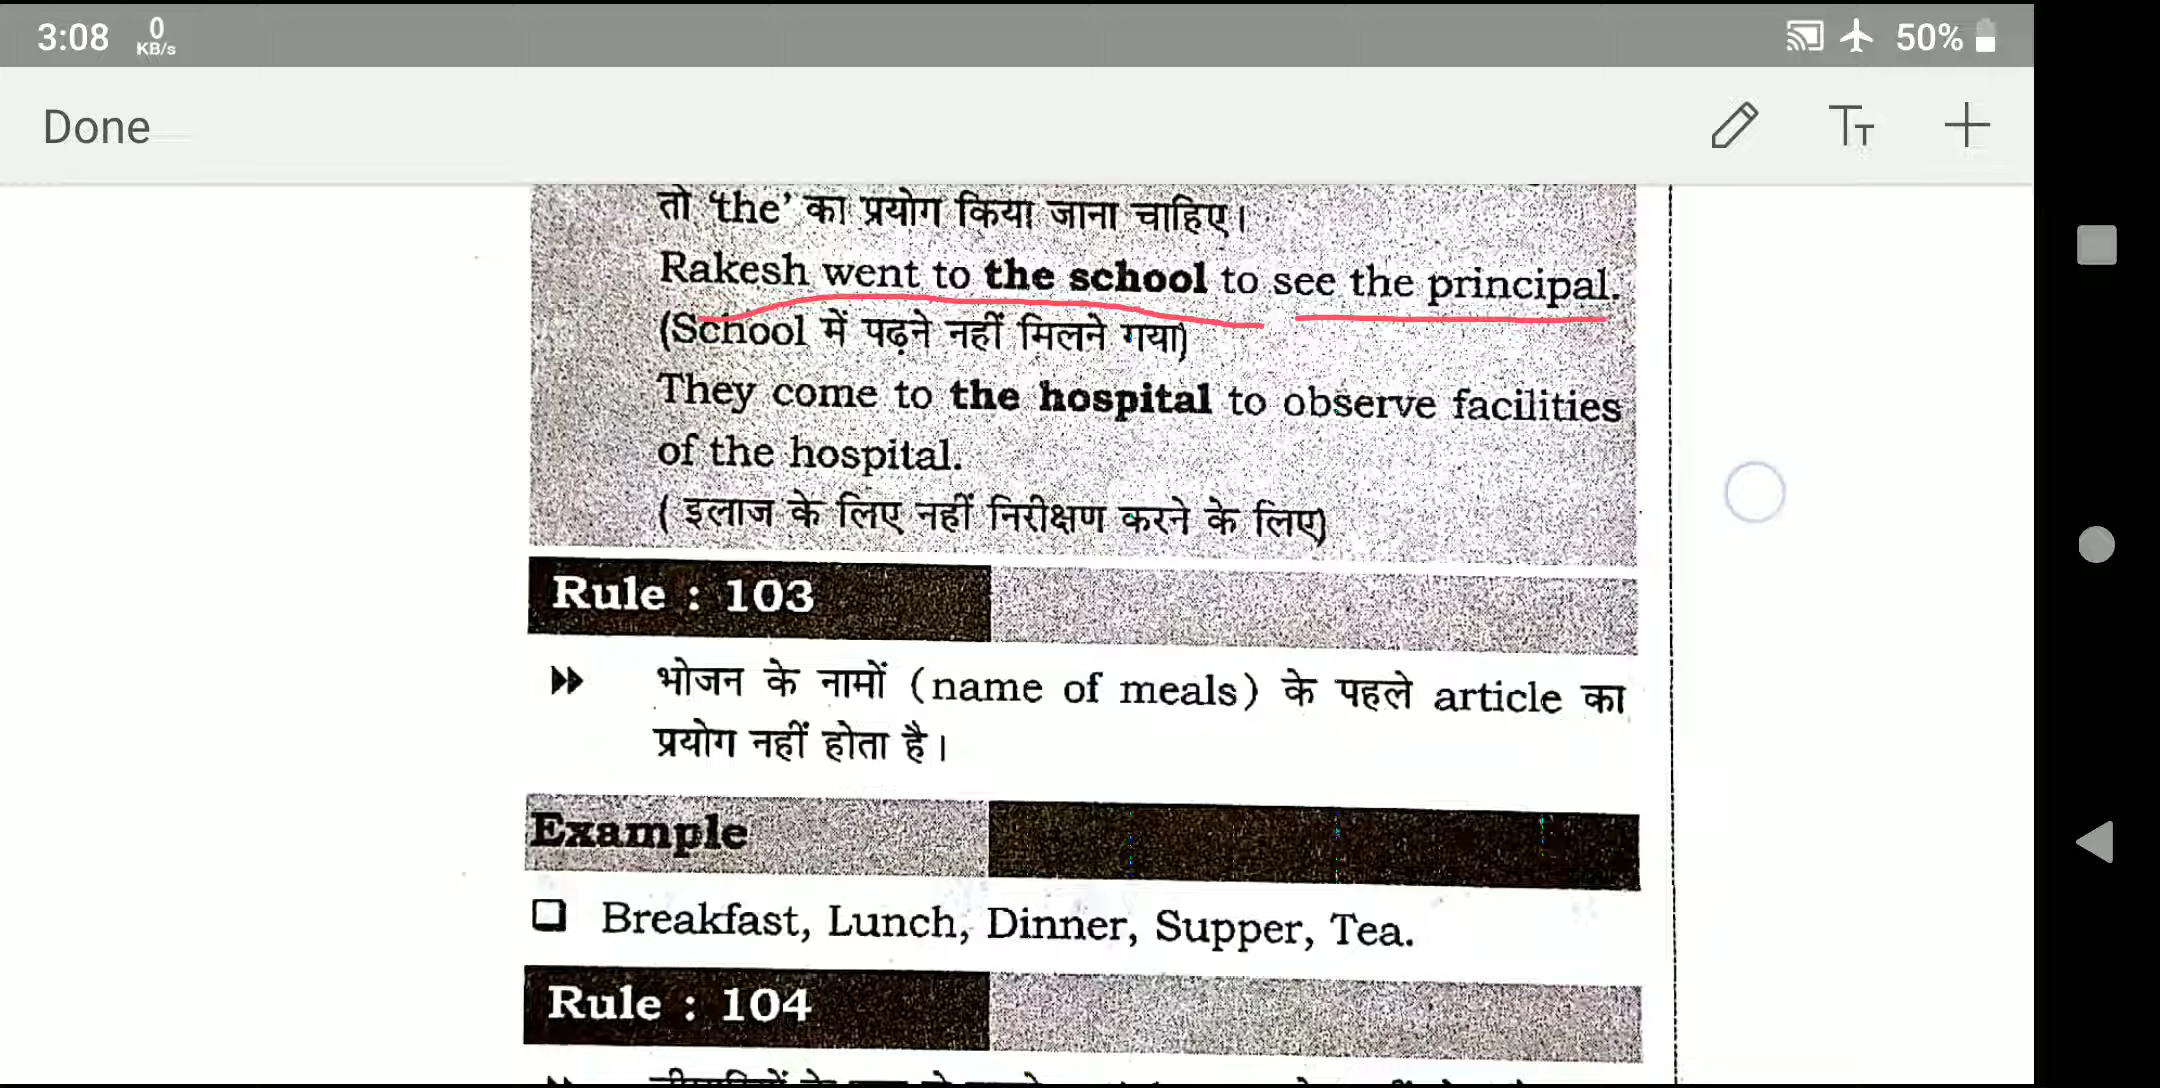 3:08 0 KB/s 50%
Done TT
तो ‘the’ का प्रयोग किया जाना चाहिए।
Rakesh went to the school to see the principal.
(School में पढ़ने नहीं मिलने गया)
They come to the hospital to observe facilities
of the hospital.
( इलाज के लिए नहीं निरीक्षण करने के लिए)
Rule : 103
भोजन के नामों (name of meals) के पहले article का
प्रयोग नहीं होता है।
Example
Breakfast, Lunch, Dinner, Supper, Tea.
Rule : 104